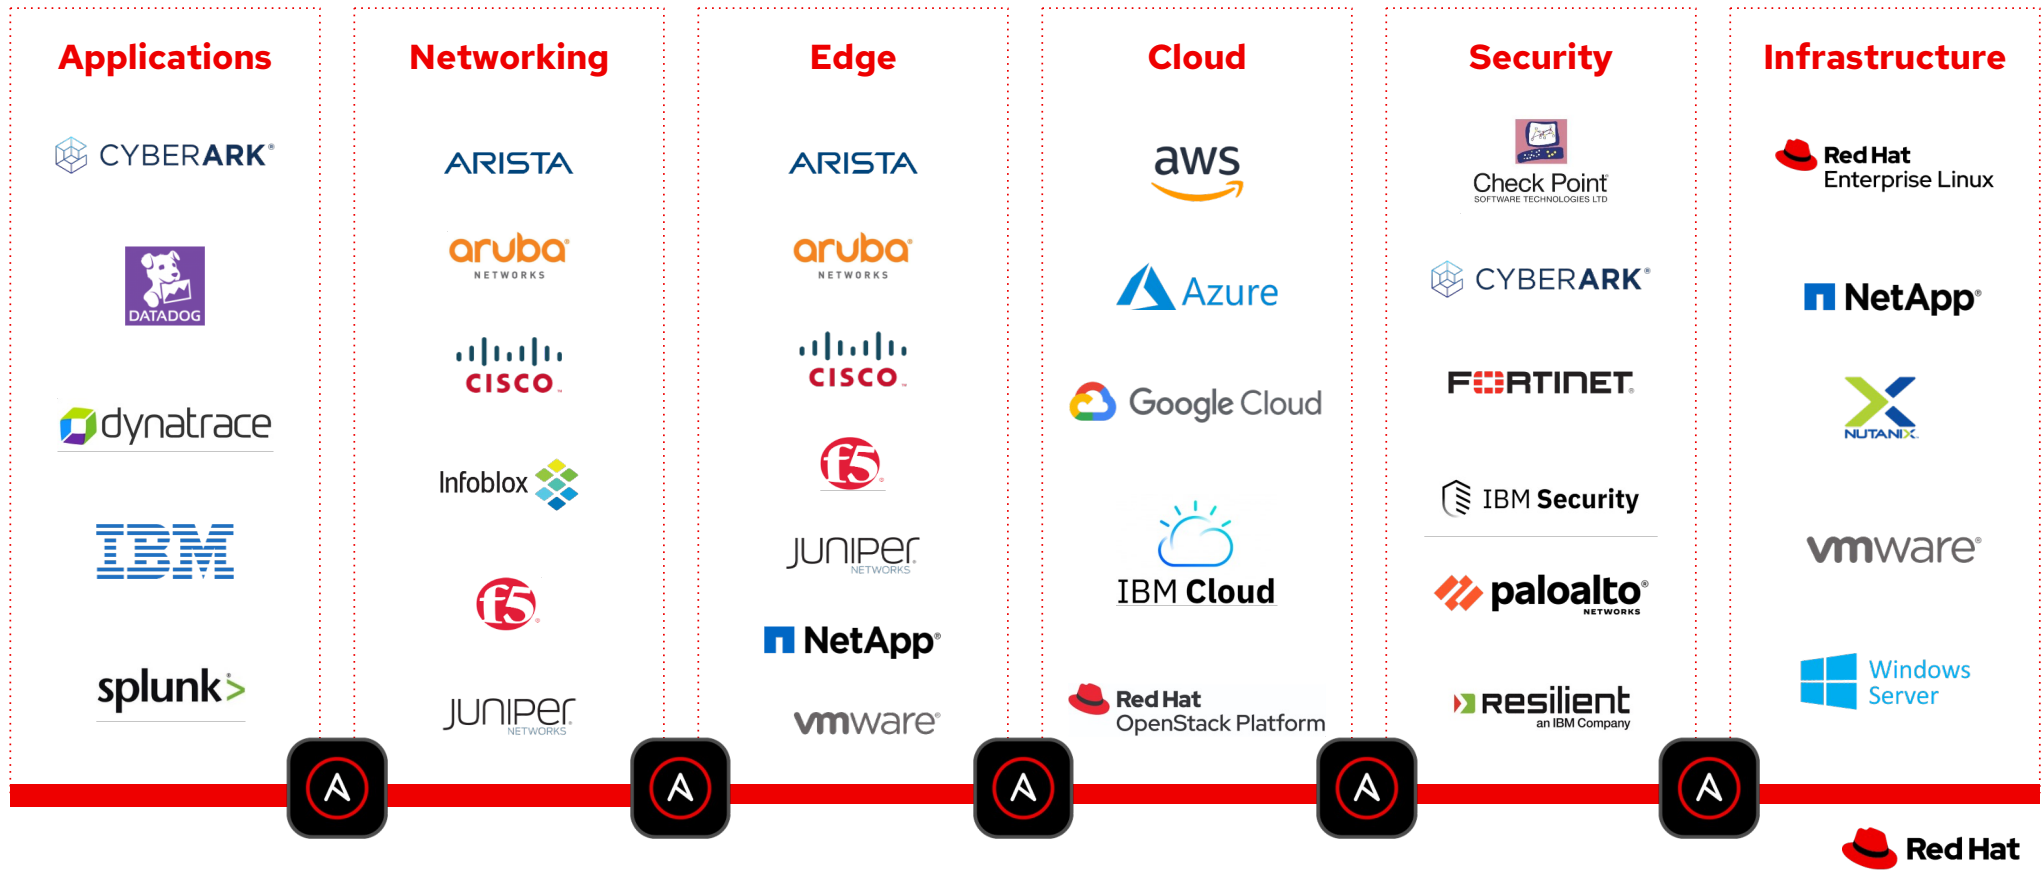 Applications
CYBERARK®
DATADOG
dynatrace
IBM
splunk>
Networking
ARISTA
aruba
NETWORKS
CISCO
Infoblox
f5
JUNIPER
NETWORKS
Edge
ARISTA
aruba
NETWORKS
CISCO
f5
JUNIPER
NETWORKS
NetApp®
vmware®
Cloud
aws
Azure
Google Cloud
IBM Cloud
Red Hat
OpenStack Platform
Security
Check Point
SOFTWARE TECHNOLOGIES LTD
CYBERARK®
FORTINET®
IBM Security
paloalto®
NETWORKS
Resilient
an IBM Company
Infrastructure
Red Hat
Enterprise Linux
NetApp®
NUTANIX
vmware®
Windows
Server
Red Hat